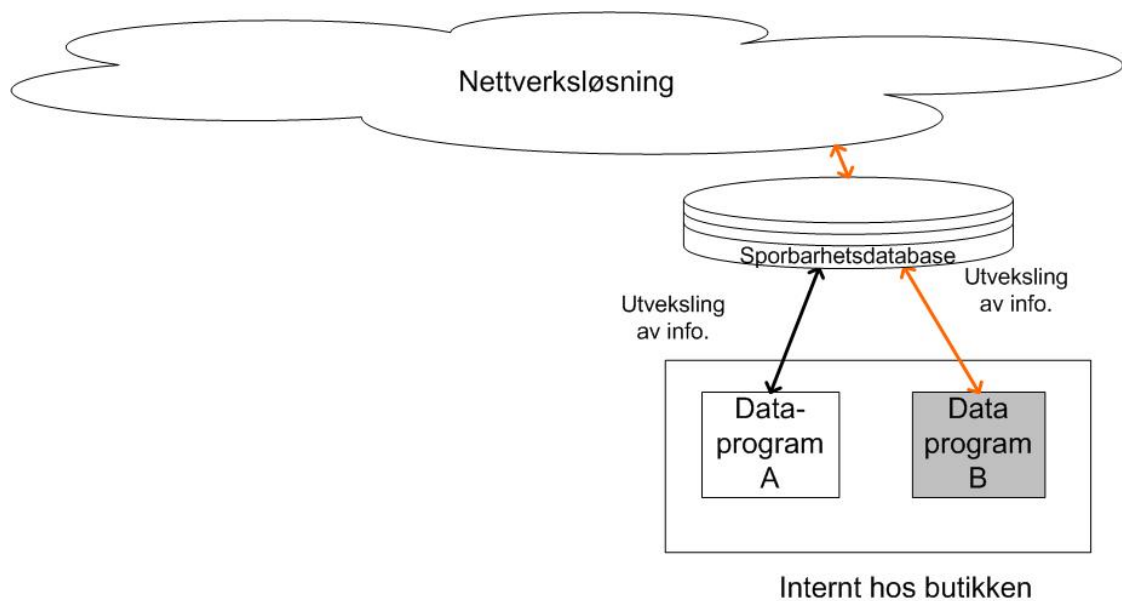 Nettverksløsning
Sporbarhetsdatabase
Utveksling
av info.
Utveksling
av info.
Data-
program
A
Data
program
B
Internt hos butikken